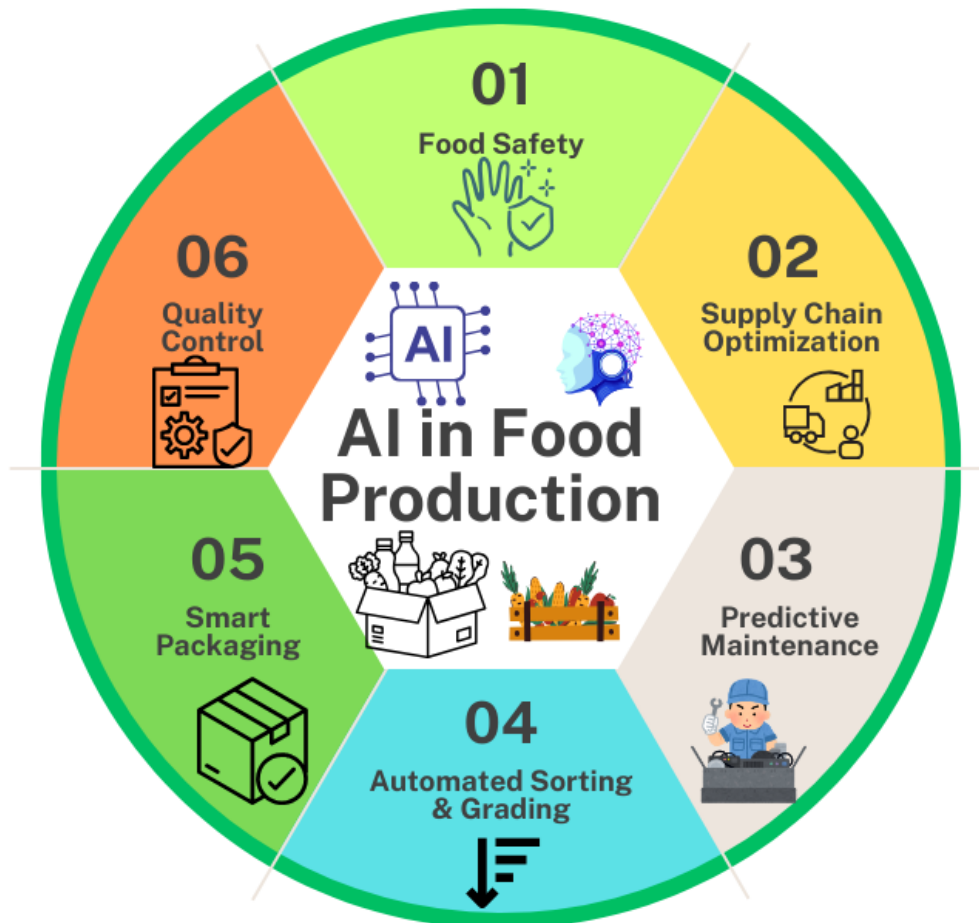 01
Food Safety
02
Supply Chain
Optimization
03
Predictive
Maintenance
04
Automated Sorting
& Grading
05
Smart
Packaging
06
Quality
Control
AI
AI in Food
Production